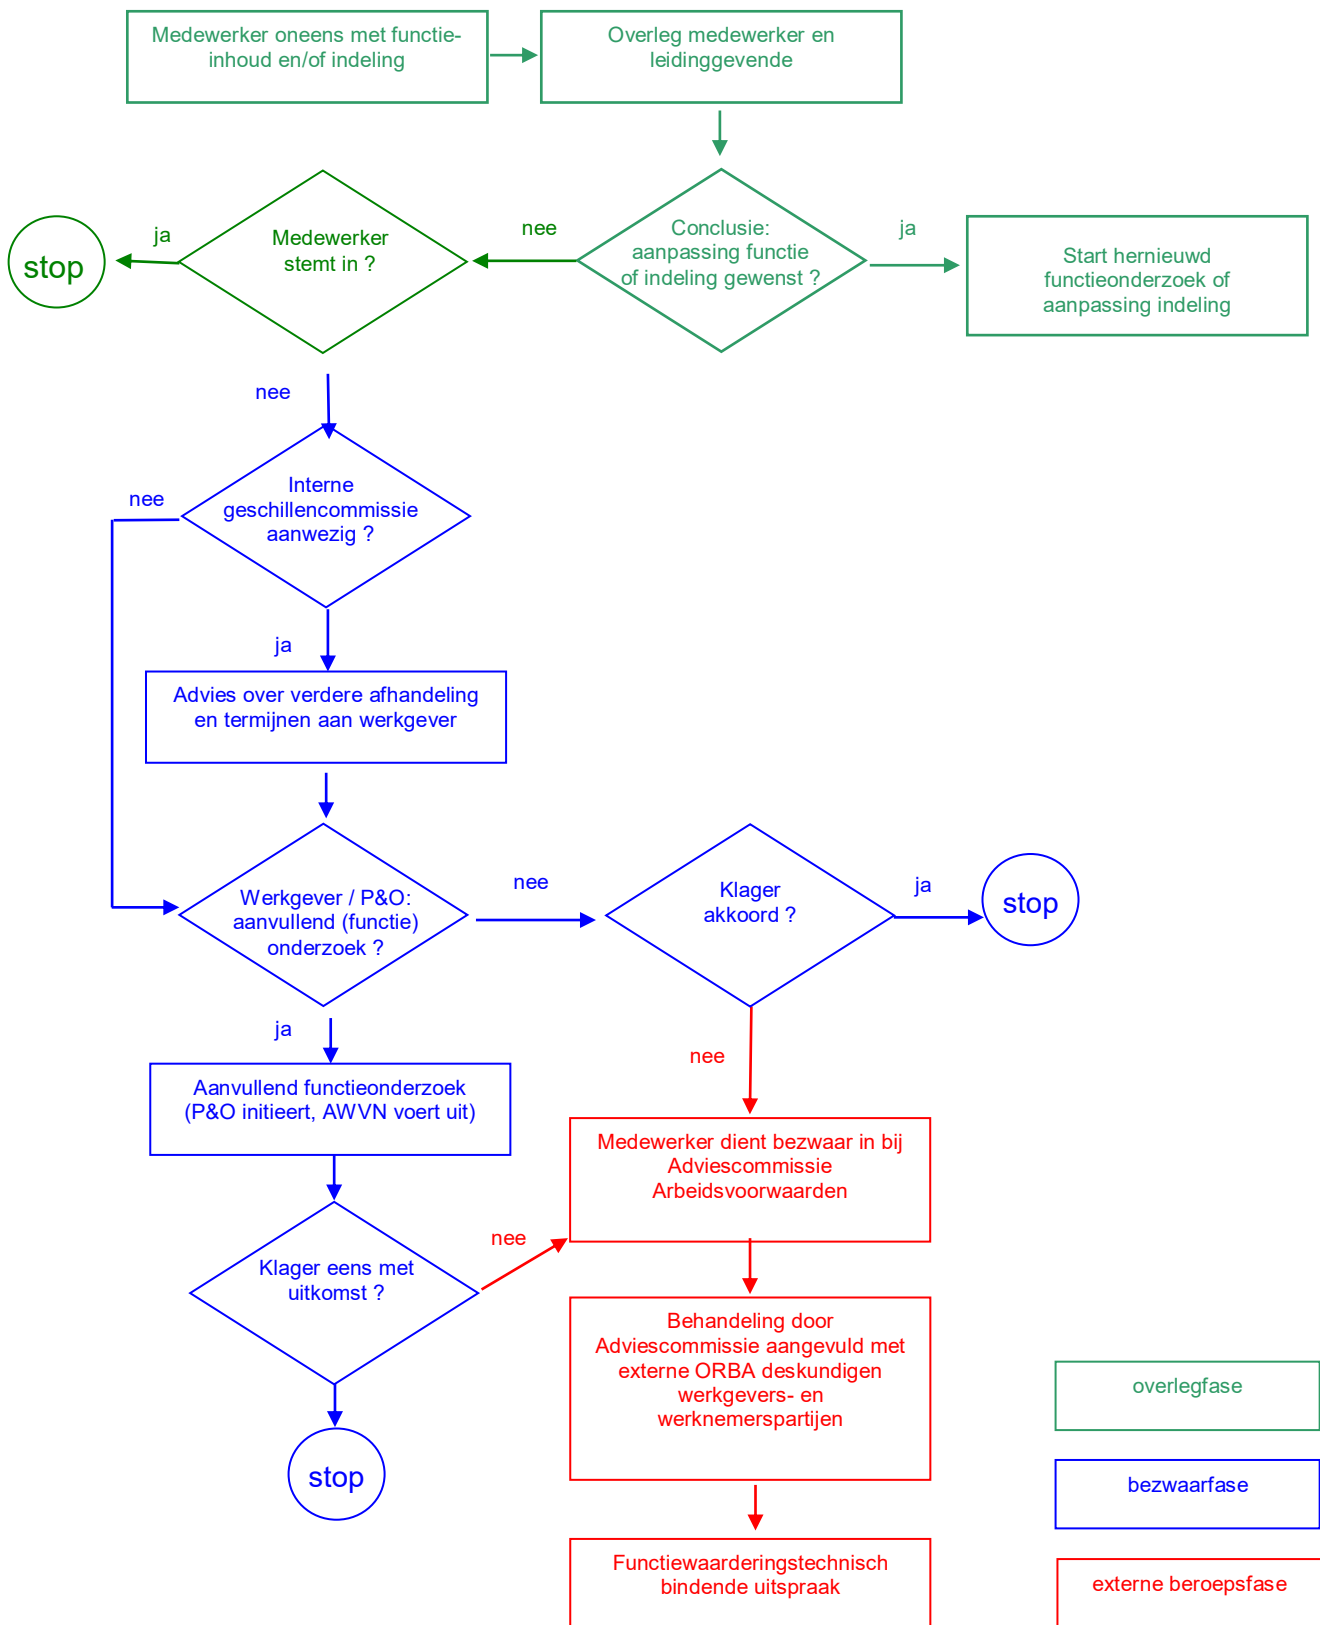 Medewerker oneens met functie-
inhoud en/of indeling
Overleg medewerker en
leidinggevende
Conclusie:
aanpassing functie
of indeling gewenst ?
ja
Start hernieuwd
functieonderzoek of
aanpassing indeling
nee
Medewerker
stemt in ?
ja
stop
nee
Interne
geschillencommissie
aanwezig ?
nee
ja
Advies over verdere afhandeling
en termijnen aan werkgever
Werkgever / P&O:
aanvullend (functie)
onderzoek ?
nee
Klager
akkoord ?
ja
stop
ja
nee
Aanvullend functieonderzoek
(P&O initieert, AWVN voert uit)
Medewerker dient bezwaar in bij
Adviescommissie
Arbeidsvoorwaarden
nee
Klager eens met
uitkomst ?
stop
Behandeling door
Adviescommissie aangevuld met
externe ORBA deskundigen
werkgevers- en
werknemerspartijen
Functiewaarderingstechnisch
bindende uitspraak
overlegfase
bezwaarfase
externe beroepsfase